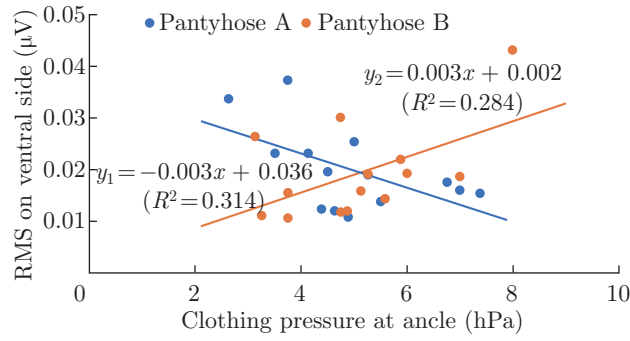 Pantyhose A
Pantyhose B
RMS on ventral side (μV)
0.05
0.04
0.03
0.02
0.01
y₂=0.003x + 0.002
(R²=0.284)
y₁=−0.003x + 0.036
(R²=0.314)
0
2
4
6
8
10
Clothing pressure at ancle (hPa)